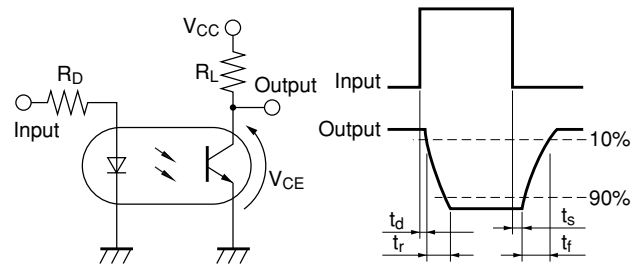 VCC
RD
RL
Output
Input
VCE
Input
Output
10%
90%
td
ts
tr
tf